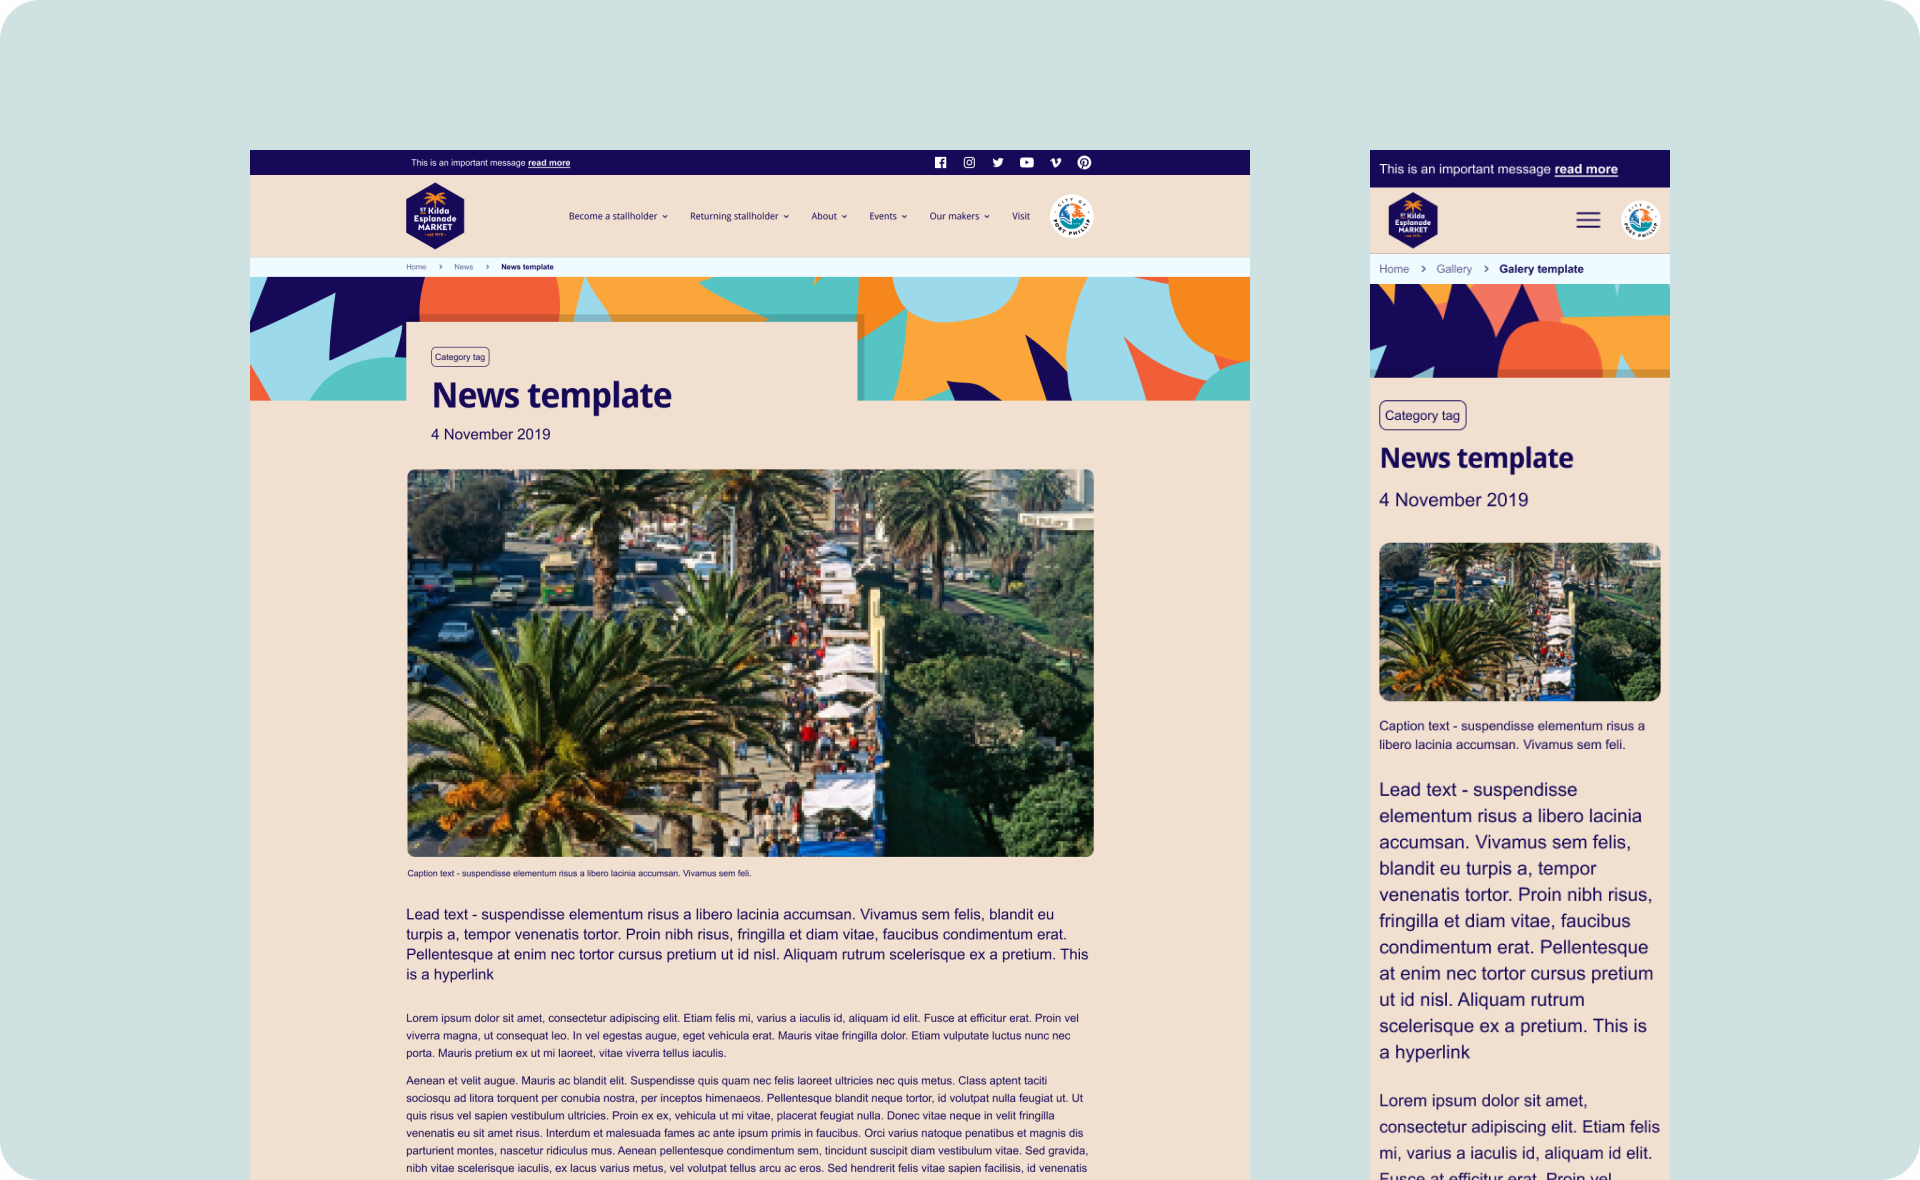 This is an important message read more
ST Kilda
Esplanade
MARKET
- est 1970 -
Become a stallholder
Returning stallholder
About
Events
Our makers
Visit
CITY OF
PORT PHILLIP
Home > News > News template
Category tag
News template
4 November 2019
Caption text - suspendisse elementum risus a libero lacinia accumsan. Vivamus sem feli.
Lead text - suspendisse elementum risus a libero lacinia accumsan. Vivamus sem felis, blandit eu
turpis a, tempor venenatis tortor. Proin nibh risus, fringilla et diam vitae, faucibus condimentum erat.
Pellentesque at enim nec tortor cursus pretium ut id nisl. Aliquam rutrum scelerisque ex a pretium. This
is a hyperlink
Lorem ipsum dolor sit amet, consectetur adipiscing elit. Etiam felis mi, varius a iaculis id, aliquam id elit. Fusce at efficitur erat. Proin vel
viverra magna, ut consequat leo. In vel egestas augue, eget vehicula erat. Mauris vitae fringilla dolor. Etiam vulputate luctus nunc nec
porta. Mauris pretium ex ut mi laoreet, vitae viverra tellus iaculis.
Aenean et velit augue. Mauris ac blandit elit. Suspendisse quis quam nec felis laoreet ultricies nec quis metus. Class aptent taciti
sociosqu ad litora torquent per conubia nostra, per inceptos himenaeos. Pellentesque blandit neque tortor, id volutpat nulla feugiat ut. Ut
quis risus vel sapien vestibulum ultricies. Proin ex ex, vehicula ut mi vitae, placerat feugiat nulla. Donec vitae neque in velit fringilla
venenatis eu sit amet risus. Interdum et malesuada fames ac ante ipsum primis in faucibus. Orci varius natoque penatibus et magnis dis
parturient montes, nascetur ridiculus mus. Aenean pellentesque condimentum sem, tincidunt suscipit diam vestibulum vitae. Sed gravida,
nibh vitae scelerisque iaculis, ex lacus varius metus, vel volutpat tellus arcu ac eros. Sed hendrerit felis vitae sapien facilisis, id venenatis
This is an important message read more
ST Kilda
Esplanade
MARKET
- est 1970 -
CITY OF
PORT PHILLIP
Home > Gallery > Galery template
Category tag
News template
4 November 2019
Caption text - suspendisse elementum risus a
libero lacinia accumsan. Vivamus sem feli.
Lead text - suspendisse
elementum risus a libero lacinia
accumsan. Vivamus sem felis,
blandit eu turpis a, tempor
venenatis tortor. Proin nibh risus,
fringilla et diam vitae, faucibus
condimentum erat. Pellentesque
at enim nec tortor cursus pretium
ut id nisl. Aliquam rutrum
scelerisque ex a pretium. This is
a hyperlink
Lorem ipsum dolor sit amet,
consectetur adipiscing elit. Etiam felis
mi, varius a iaculis id, aliquam id elit.
Fusce at efficitur erat. Proin vel